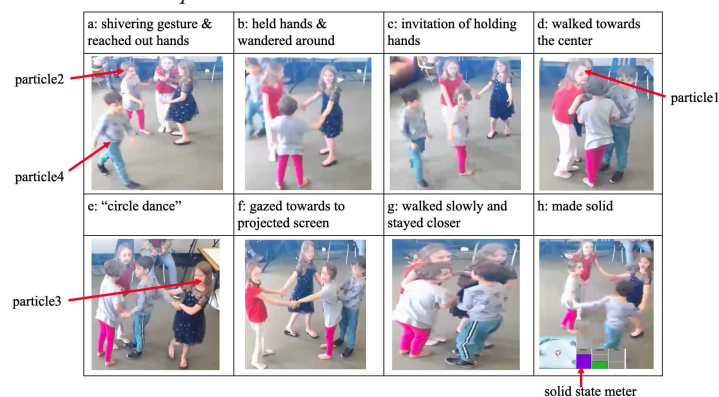 a: shivering gesture &
reached out hands
b: held hands &
wandered around
c: invitation of holding
hands
d: walked towards
the center
particle2
particle1
particle4
e: “circle dance”
f: gazed towards to
projected screen
g: walked slowly and
stayed closer
h: made solid
particle3
solid state meter